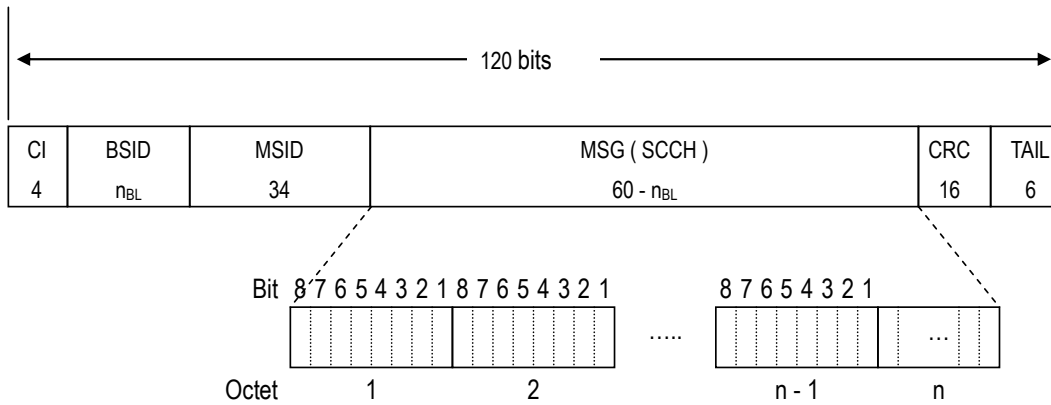 120 bits
CI BSID MSID MSG ( SCCH ) CRC TAIL
4 nBL 34 60 - nBL 16 6
Bit 8 7 6 5 4 3 2 1 8 7 6 5 4 3 2 1 8 7 6 5 4 3 2 1
..... ...
Octet 1 2 n - 1 n